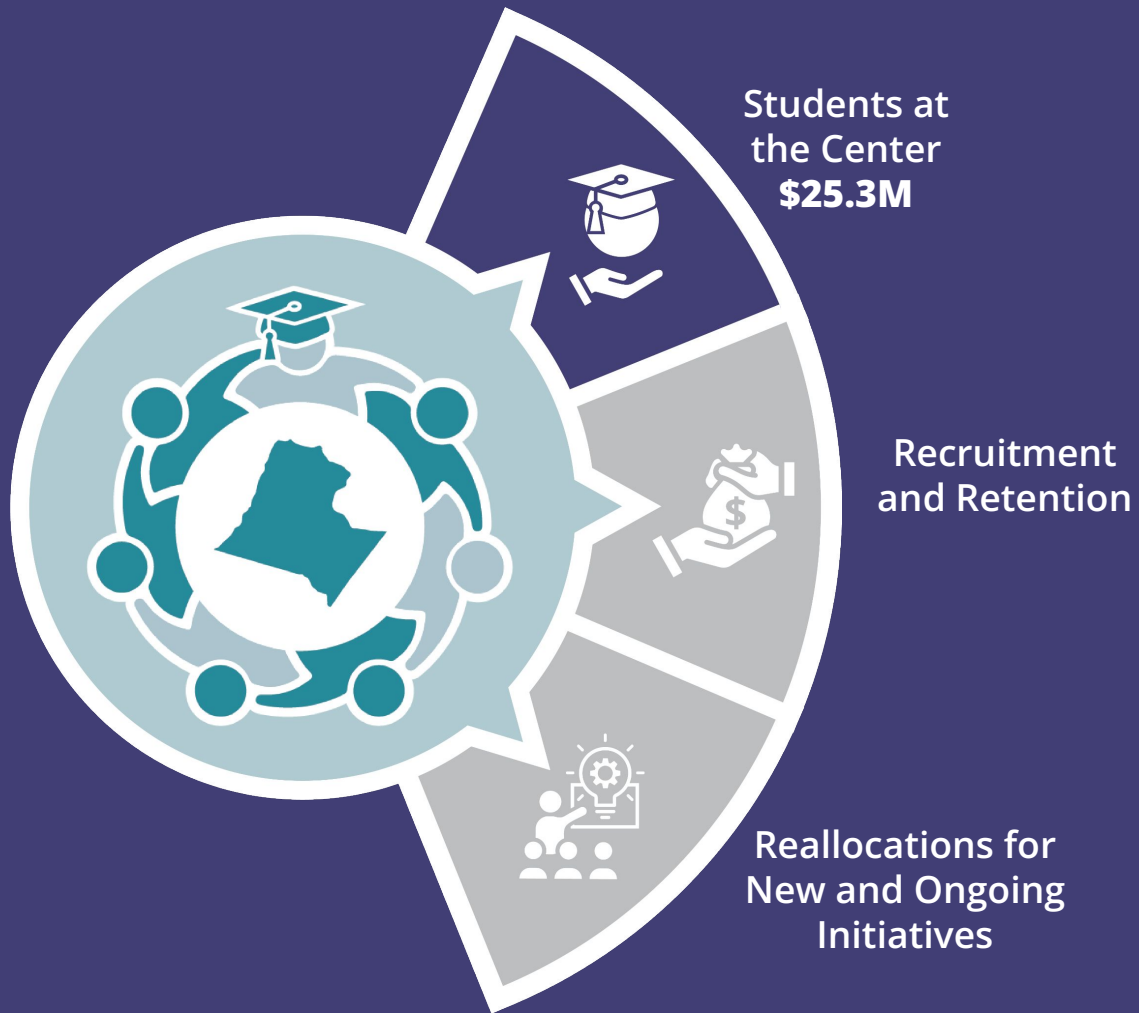 Students at
the Center
$25.3M
Recruitment
and Retention
$
Reallocations for
New and Ongoing
Initiatives